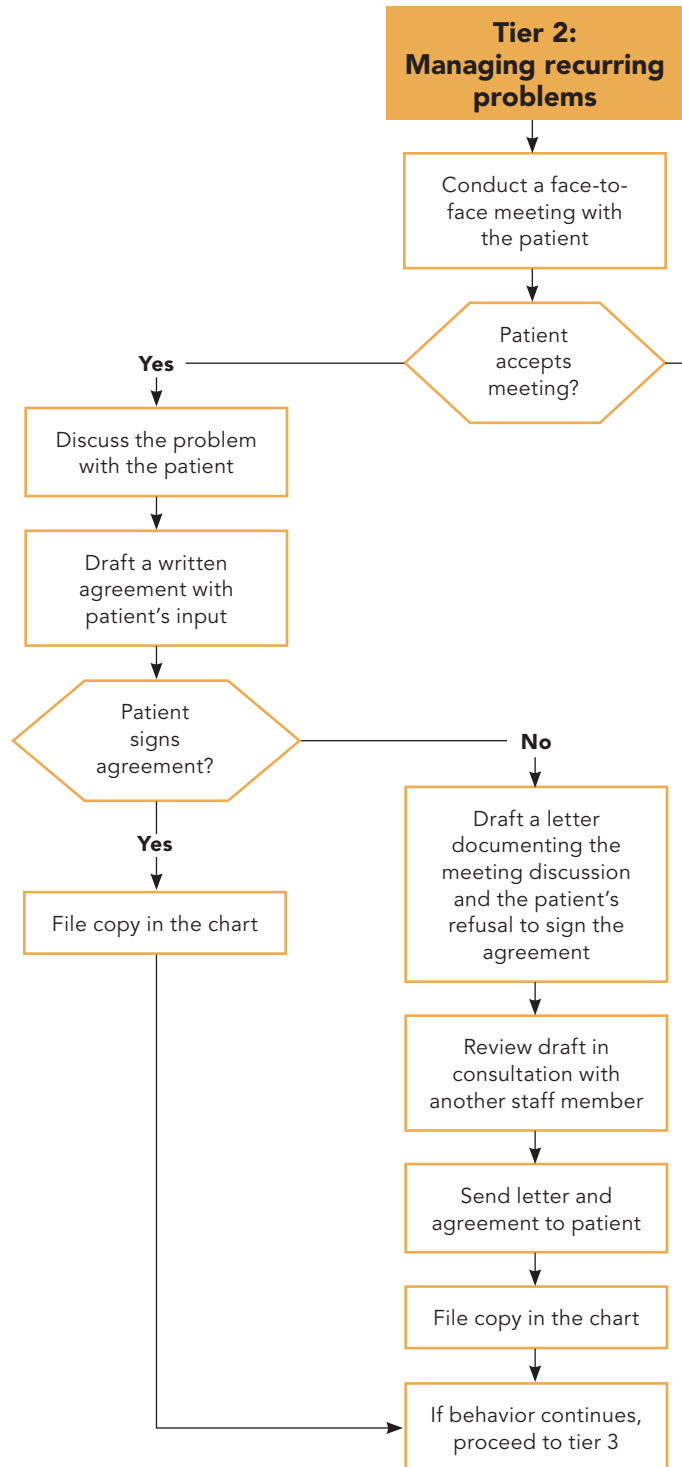 Tier 2:
Managing recurring
problems
Conduct a face-to-
face meeting with
the patient
Patient
accepts
meeting?
Yes
Discuss the problem
with the patient
Draft a written
agreement with
patient's input
Patient
signs
agreement?
Yes
File copy in the chart
No
Draft a letter
documenting the
meeting discussion
and the patient's
refusal to sign the
agreement
Review draft in
consultation with
another staff member
Send letter and
agreement to patient
File copy in the chart
If behavior continues,
proceed to tier 3